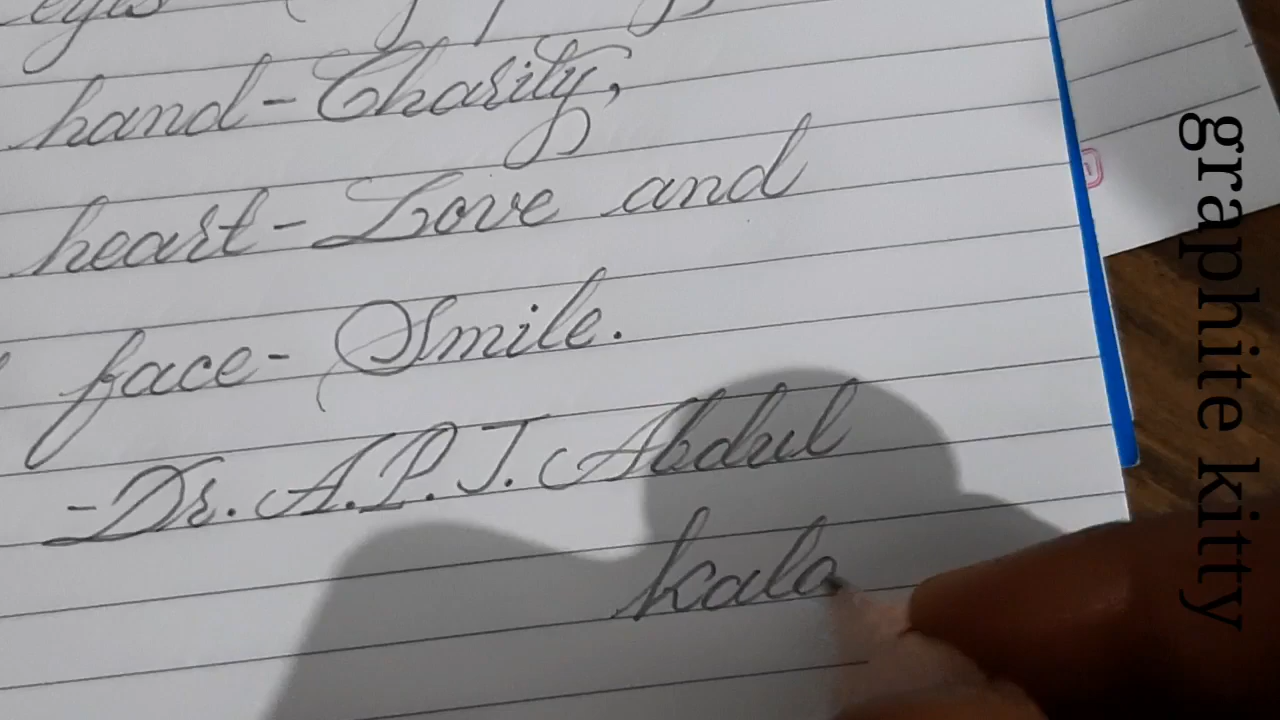 hand-Charity,
heart-Love and
face-Smile.
-Dr. A.P.J. Abdul
kala
graphite kitty